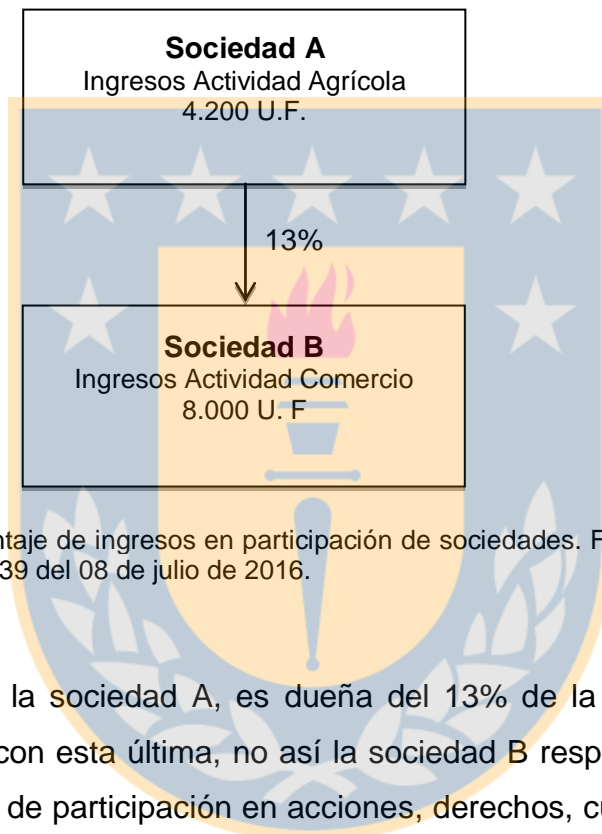 Sociedad A
Ingresos Actividad Agrícola
4.200 U.F.
13%
Sociedad B
Ingresos Actividad Comercio
8.000 U. F
ntaje de ingresos en participación de sociedades. F
39 del 08 de julio de 2016.
la sociedad A, es dueña del 13% de la
con esta última, no así la sociedad B resp
de participación en acciones, derechos, cu